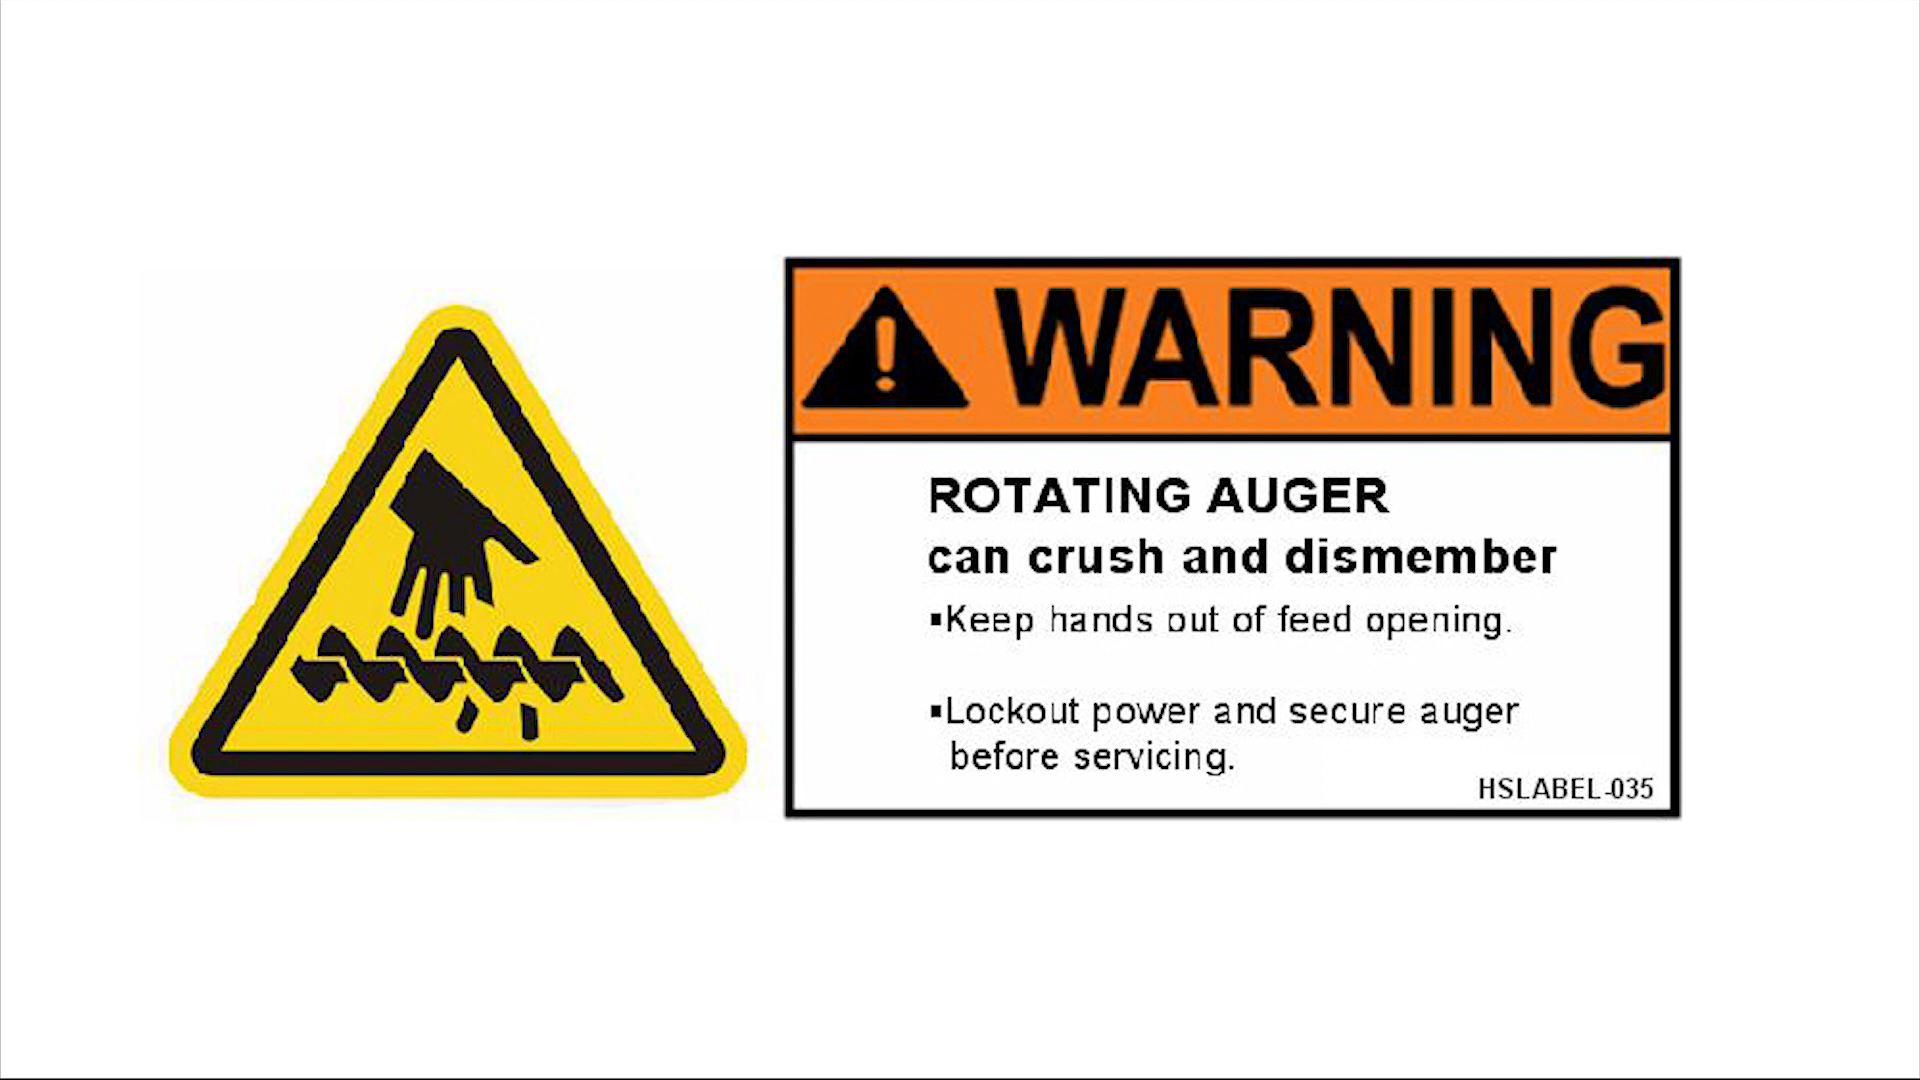 WARNING
ROTATING AUGER
can crush and dismember
▪Keep hands out of feed opening.
▪Lockout power and secure auger
before servicing.
HSLABEL-035